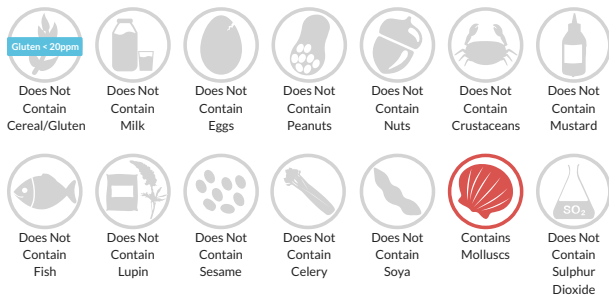 Gluten < 20ppm
Does Not
Contain
Cereal/Gluten
Does Not
Contain
Milk
Does Not
Contain
Eggs
Does Not
Contain
Peanuts
Does Not
Contain
Nuts
Does Not
Contain
Crustaceans
Does Not
Contain
Mustard
Does Not
Contain
Fish
Does Not
Contain
Lupin
Does Not
Contain
Sesame
Does Not
Contain
Celery
Does Not
Contain
Soya
Contains
Molluscs
SO₂
Does Not
Contain
Sulphur
Dioxide